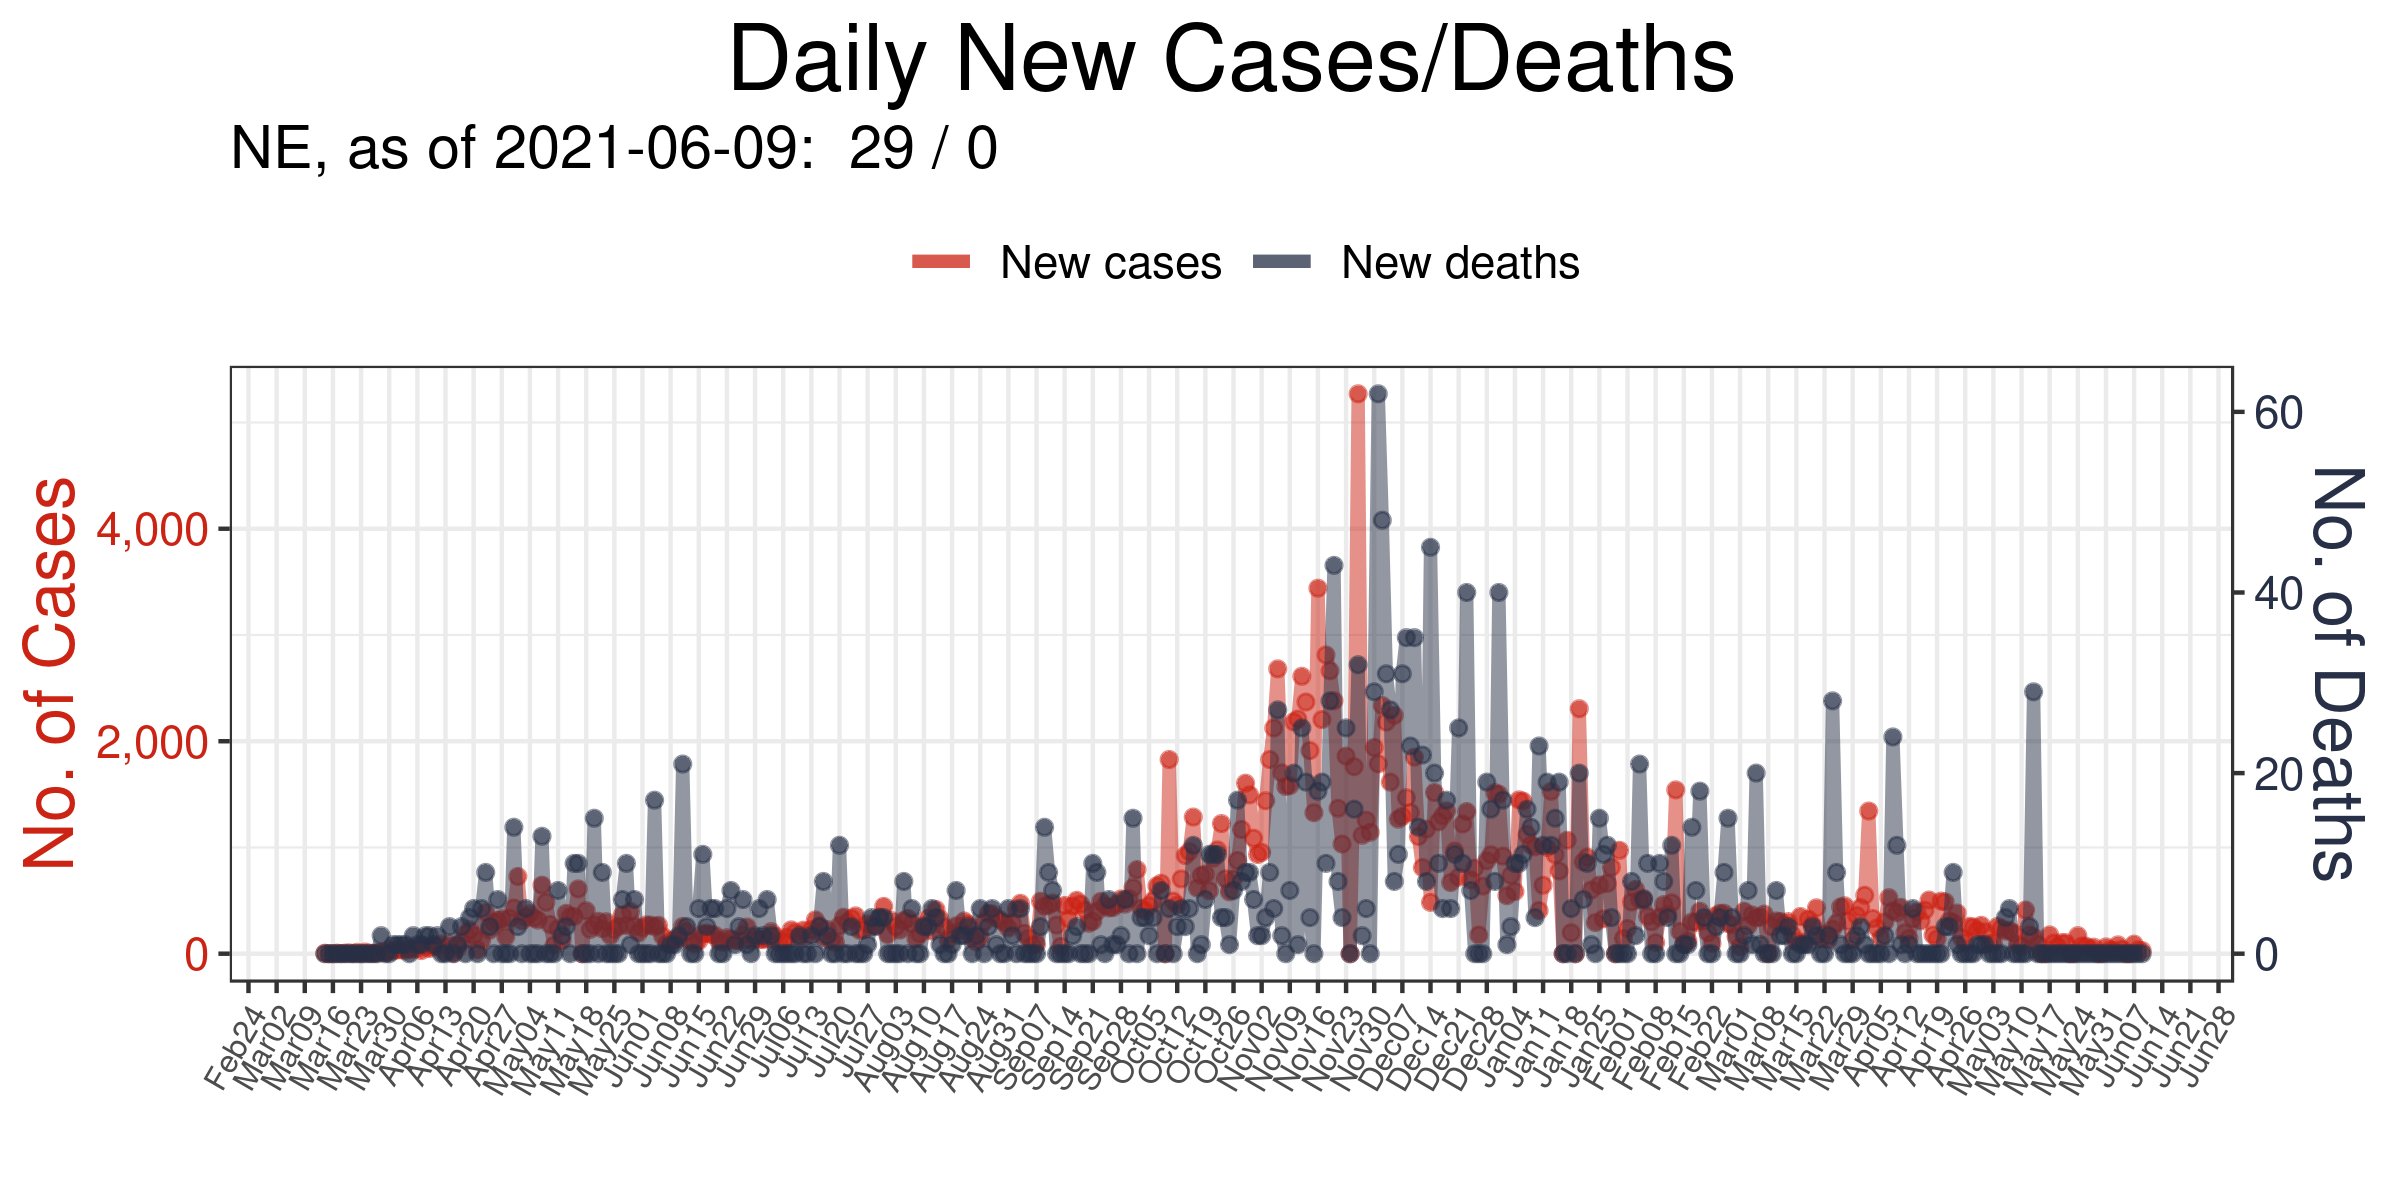 Daily New Cases/Deaths
NE, as of 2021-06-09:  29 / 0
New cases
New deaths
No. of Cases
4,000
2,000
0
60
40
20
0
No. of Deaths
Feb24
Mar02
Mar09
Mar16
Mar23
Mar30
Apr06
Apr13
Apr20
Apr27
May04
May11
May18
May25
Jun01
Jun08
Jun15
Jun22
Jun29
Jul06
Jul13
Jul20
Jul27
Aug03
Aug10
Aug17
Aug24
Aug31
Sep07
Sep14
Sep21
Sep28
Oct05
Oct12
Oct19
Oct26
Nov02
Nov09
Nov16
Nov23
Nov30
Dec07
Dec14
Dec21
Dec28
Jan04
Jan11
Jan18
Jan25
Feb01
Feb08
Feb15
Feb22
Mar01
Mar08
Mar15
Mar22
Mar29
Apr05
Apr12
Apr19
Apr26
May03
May10
May17
May24
May31
May07
Jun14
Jun21
Jun28